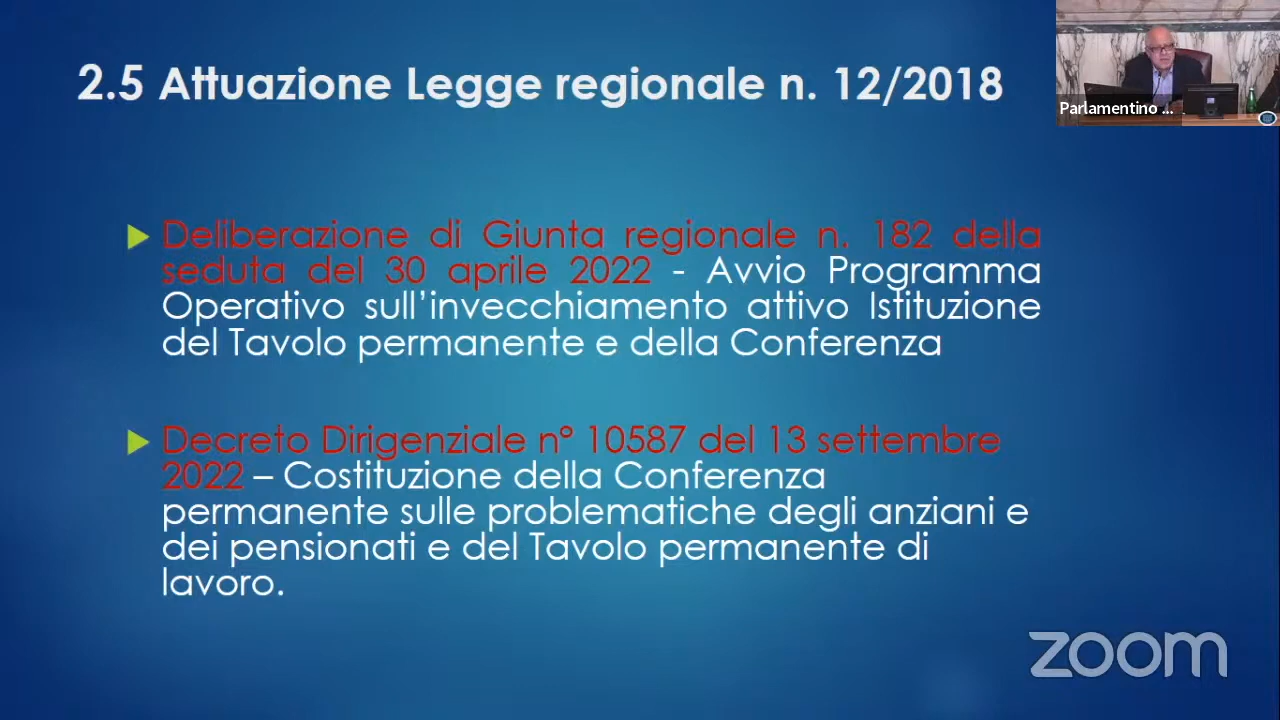 2.5 Attuazione Legge regionale n. 12/2018
Parlamentino ...
Deliberazione di Giunta regionale n. 182 della
seduta del 30 aprile 2022 - Avvio Programma
Operativo sull’invecchiamento attivo Istituzione
del Tavolo permanente e della Conferenza
Decreto Dirigenziale n° 10587 del 13 settembre
2022 – Costituzione della Conferenza
permanente sulle problematiche degli anziani e
dei pensionati e del Tavolo permanente di
lavoro.
zoom